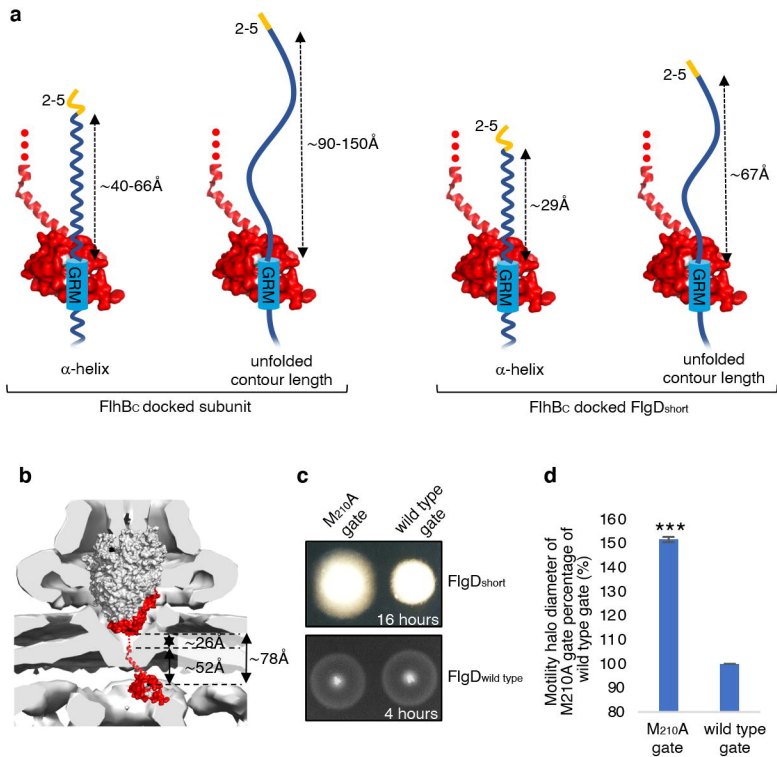 a
2-5
~40-66Å
GRM
α-helix
2-5
~90-150Å
GRM
unfolded
contour length
FlhBC docked subunit
2-5
~29Å
GRM
α-helix
2-5
~67Å
GRM
unfolded
contour length
FlhBC docked FlgDshort
b
~26Å
~52Å
~78Å
c
M210A
gate
wild type
gate
FlgDshort
16 hours
FlgDwild type
4 hours
d
Motility halo diameter of
M210A gate percentage of
wild type gate (%)
160
150
140
130
120
110
100
90
80
***
M210A
gate
wild type
gate